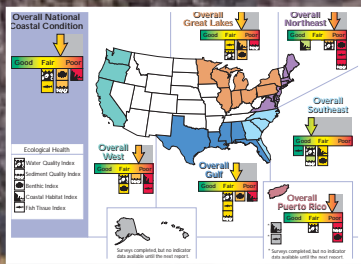 Overall National
Coastal Condition
Good Fair Poor
Ecological Health
Water Quality Index
Sediment Quality Index
Benthic Index
Coastal Habitat Index
Fish Tissue Index
Overall
Great Lakes
Good Fair Poor
Overall
Northeast
Good Fair Poor
Overall
Southeast
Good Fair Poor
Overall
West
Good Fair Poor
Overall
Gulf
Good Fair Poor
Overall
Puerto Rico
Good Fair Poor
Surveys completed, but no indicator
data available until the next report.
* Surveys completed, but no indicator
data available until the next report.